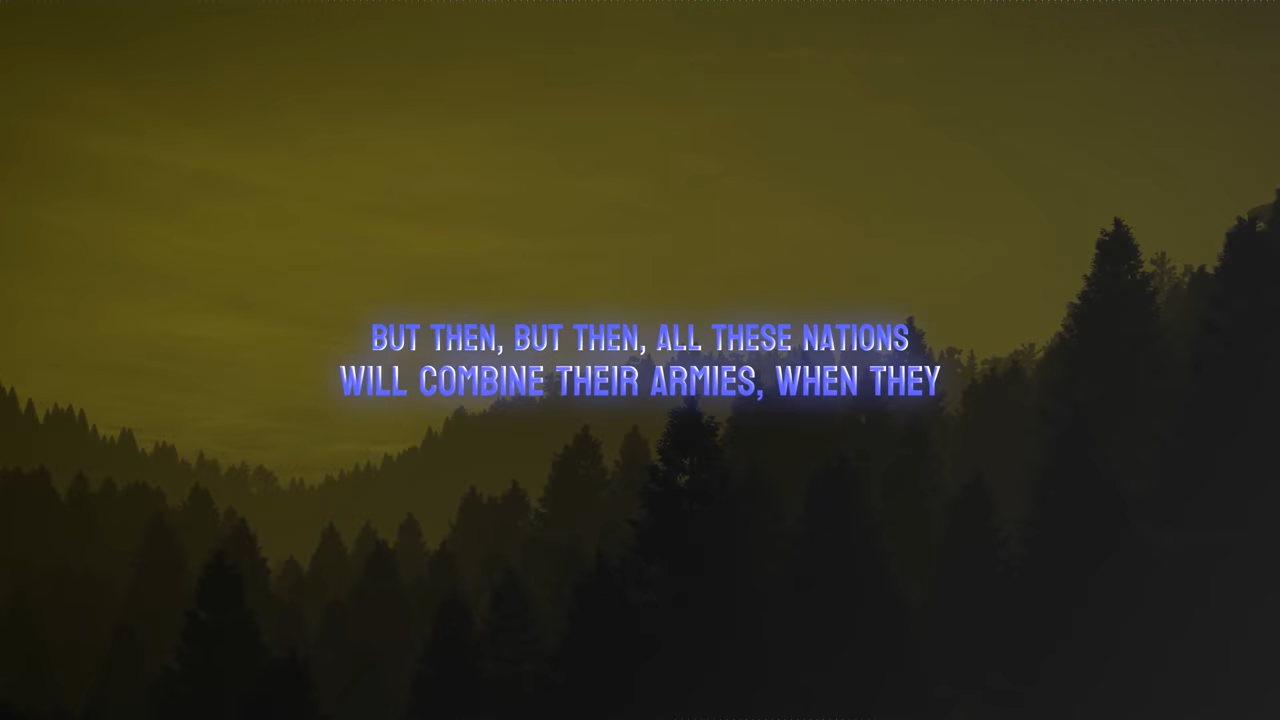 BUT THEN, BUT THEN, ALL THESE NATIONS
WILL COMBINE THEIR ARMIES, WHEN THEY